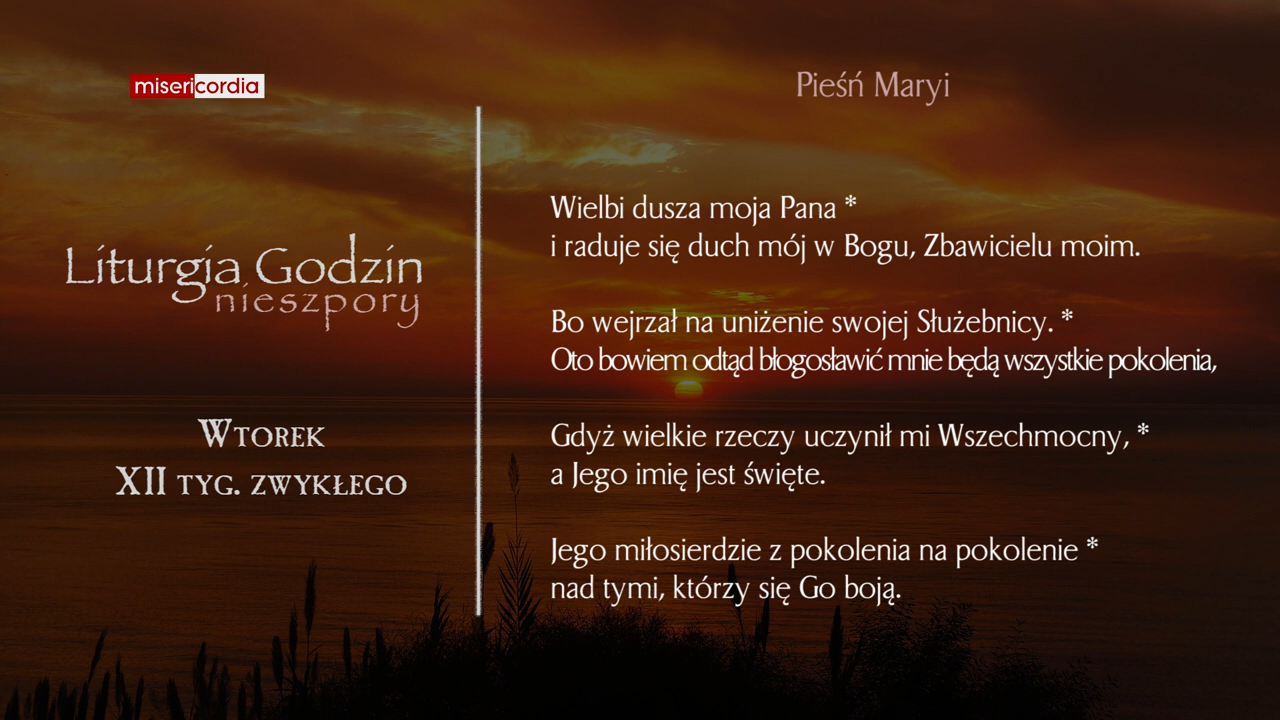 misericordia
Liturgia Godzin
nieszpory
Wtorek
XII tyg. zwykłego
Pieśń Maryi
Wielbi dusza moja Pana *
i raduje się duch mój w Bogu, Zbawicielu moim.
Bo wejrzał na uniżenie swojej Służebnicy. *
Oto bowiem odtąd błogosławić mnie będą wszystkie pokolenia,
Gdyż wielkie rzeczy uczynił mi Wszechmocny, *
a Jego imię jest święte.
Jego miłosierdzie z pokolenia na pokolenie *
nad tymi, którzy się Go boją.